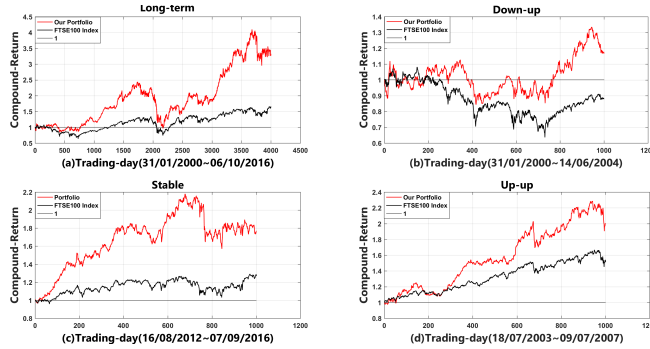 Long-term
Compound-Return
4.5
4
3.5
3
2.5
2
1.5
1
0.5
Our Portfolio
FTSE100 Index
1
0 500 1000 1500 2000 2500 3000 3500 4000 4500
(a)Trading-day(31/01/2000~06/10/2016)
Down-up
Compound-Return
1.4
1.3
1.2
1.1
1
0.9
0.8
0.7
0.6
Our Portfolio
FTSE100 Index
1
0 200 400 600 800 1000 1200
(b)Trading-day(31/01/2000~14/06/2004)
Stable
Compound-Return
2.2
2
1.8
1.6
1.4
1.2
1
0.8
Portfolio
FTSE100 Index
1
0 200 400 600 800 1000 1200
(c)Trading-day(16/08/2012~07/09/2016)
Up-up
Compound-Return
2.4
2.2
2
1.8
1.6
1.4
1.2
1
0.8
Our Portfolio
FTSE100 Index
1
0 200 400 600 800 1000 1200
(d)Trading-day(18/07/2003~09/07/2007)